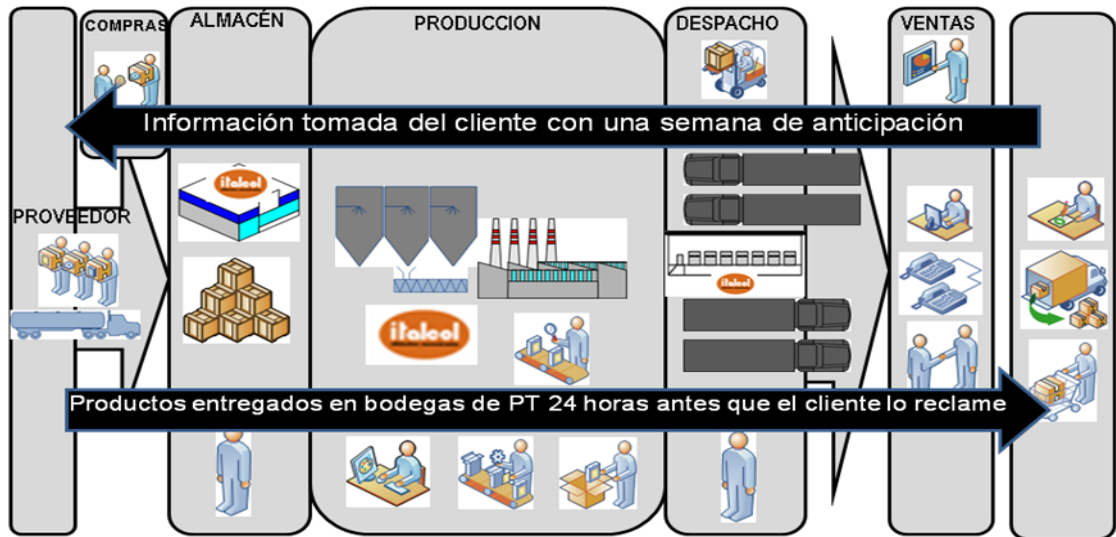 COMPRAS
ALMACÉN
PRODUCCION
DESPACHO
VENTAS
Información tomada del cliente con una semana de anticipación
italcol
PROVEEDOR
italcol
italcol
Productos entregados en bodegas de PT 24 horas antes que el cliente lo reclame